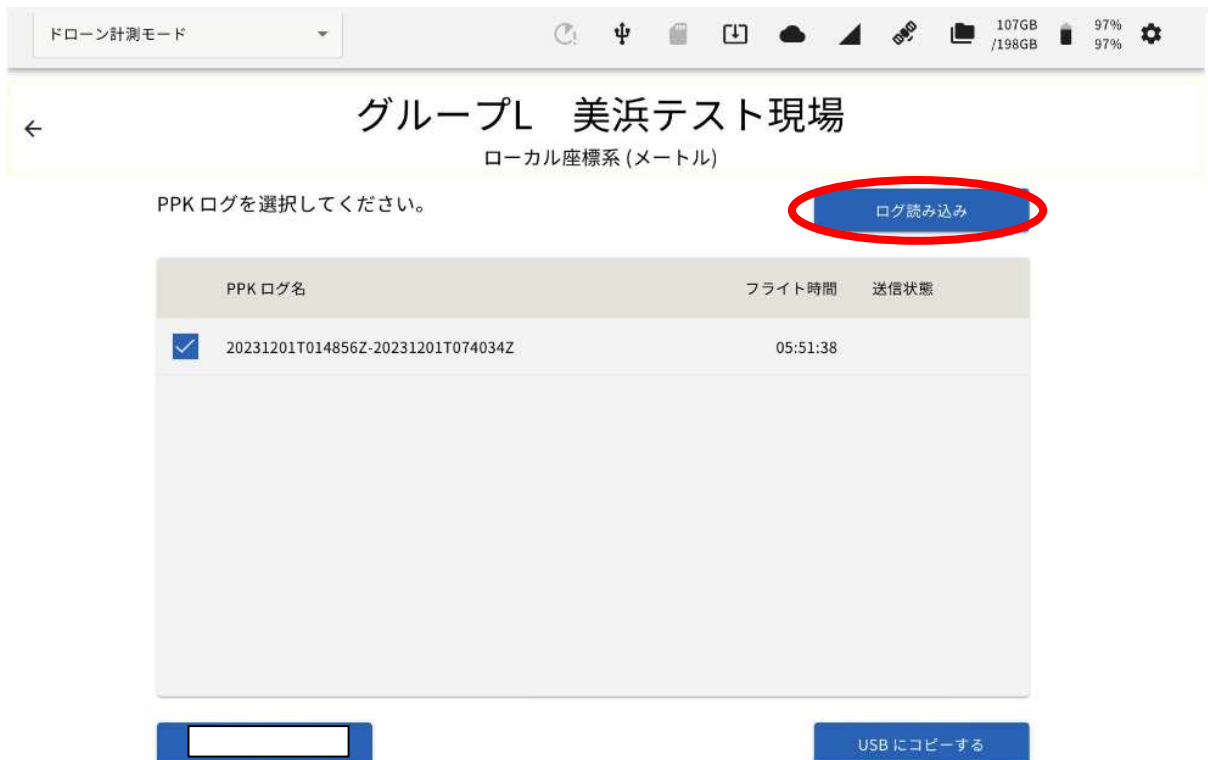 ドローン計測モード
107GB
/198GB
97%
97%
グループL　美浜テスト現場
ローカル座標系 (メートル)
PPK ログを選択してください。
ログ読み込み
PPK ログ名 フライト時間 送信状態
20231201T014856Z-20231201T074034Z 05:51:38
USB にコピーする